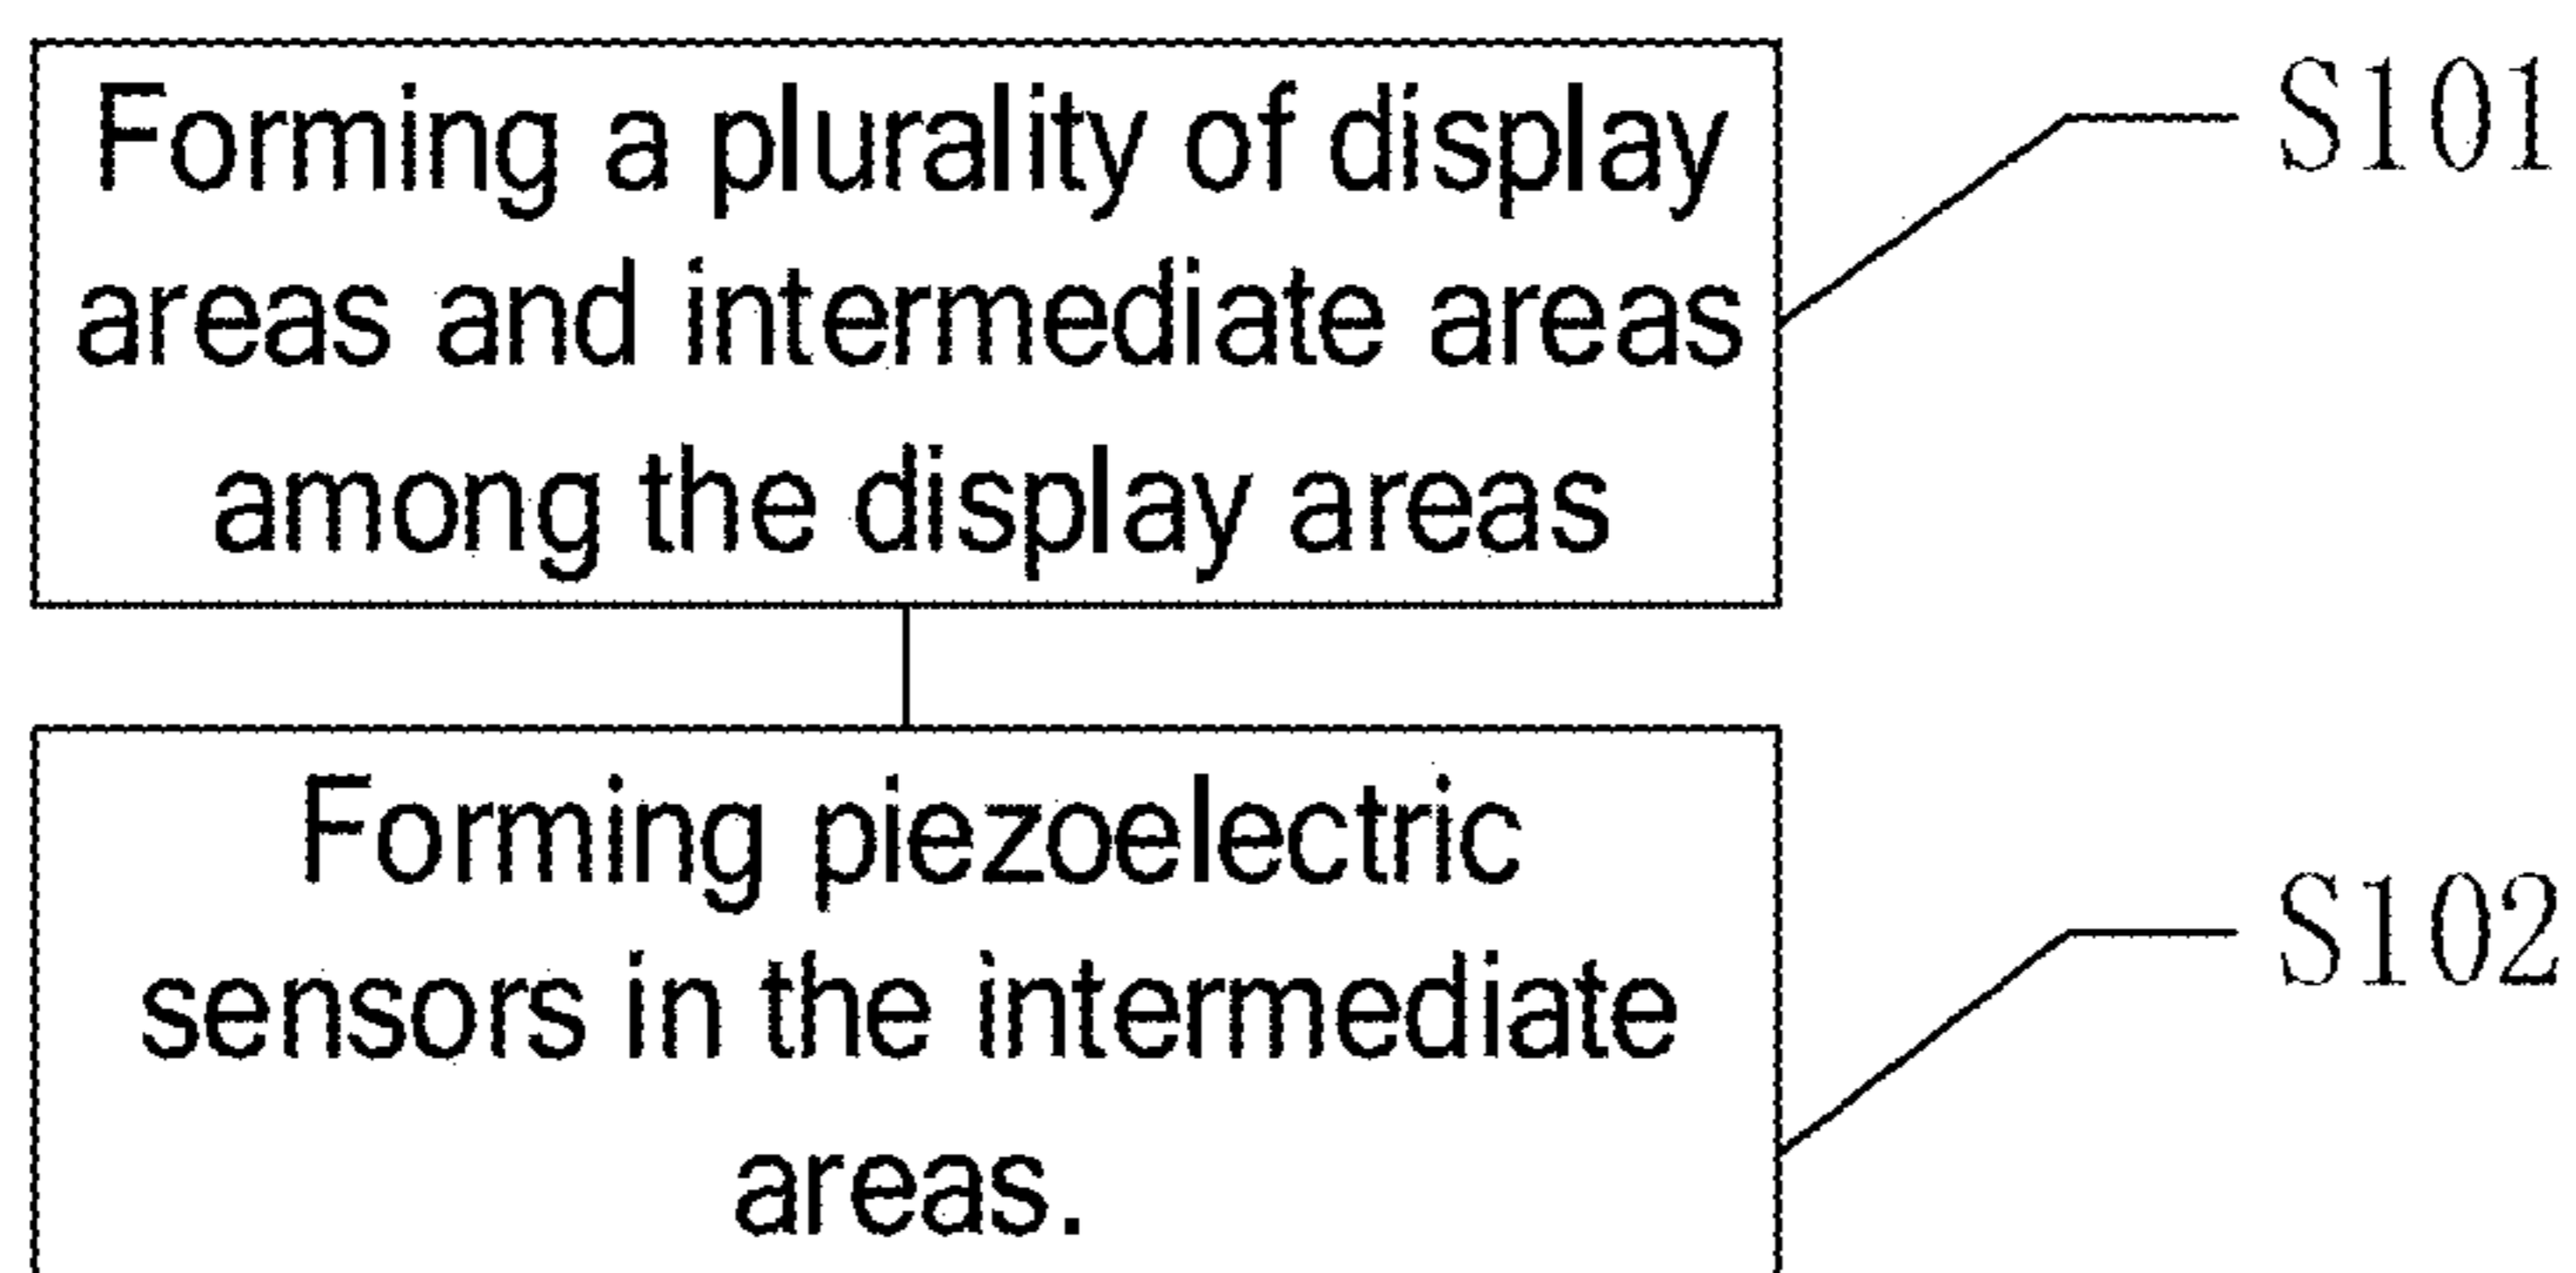 Forming a plurality of display
areas and intermediate areas
among the display areas
S101
Forming piezoelectric
sensors in the intermediate
areas.
S102